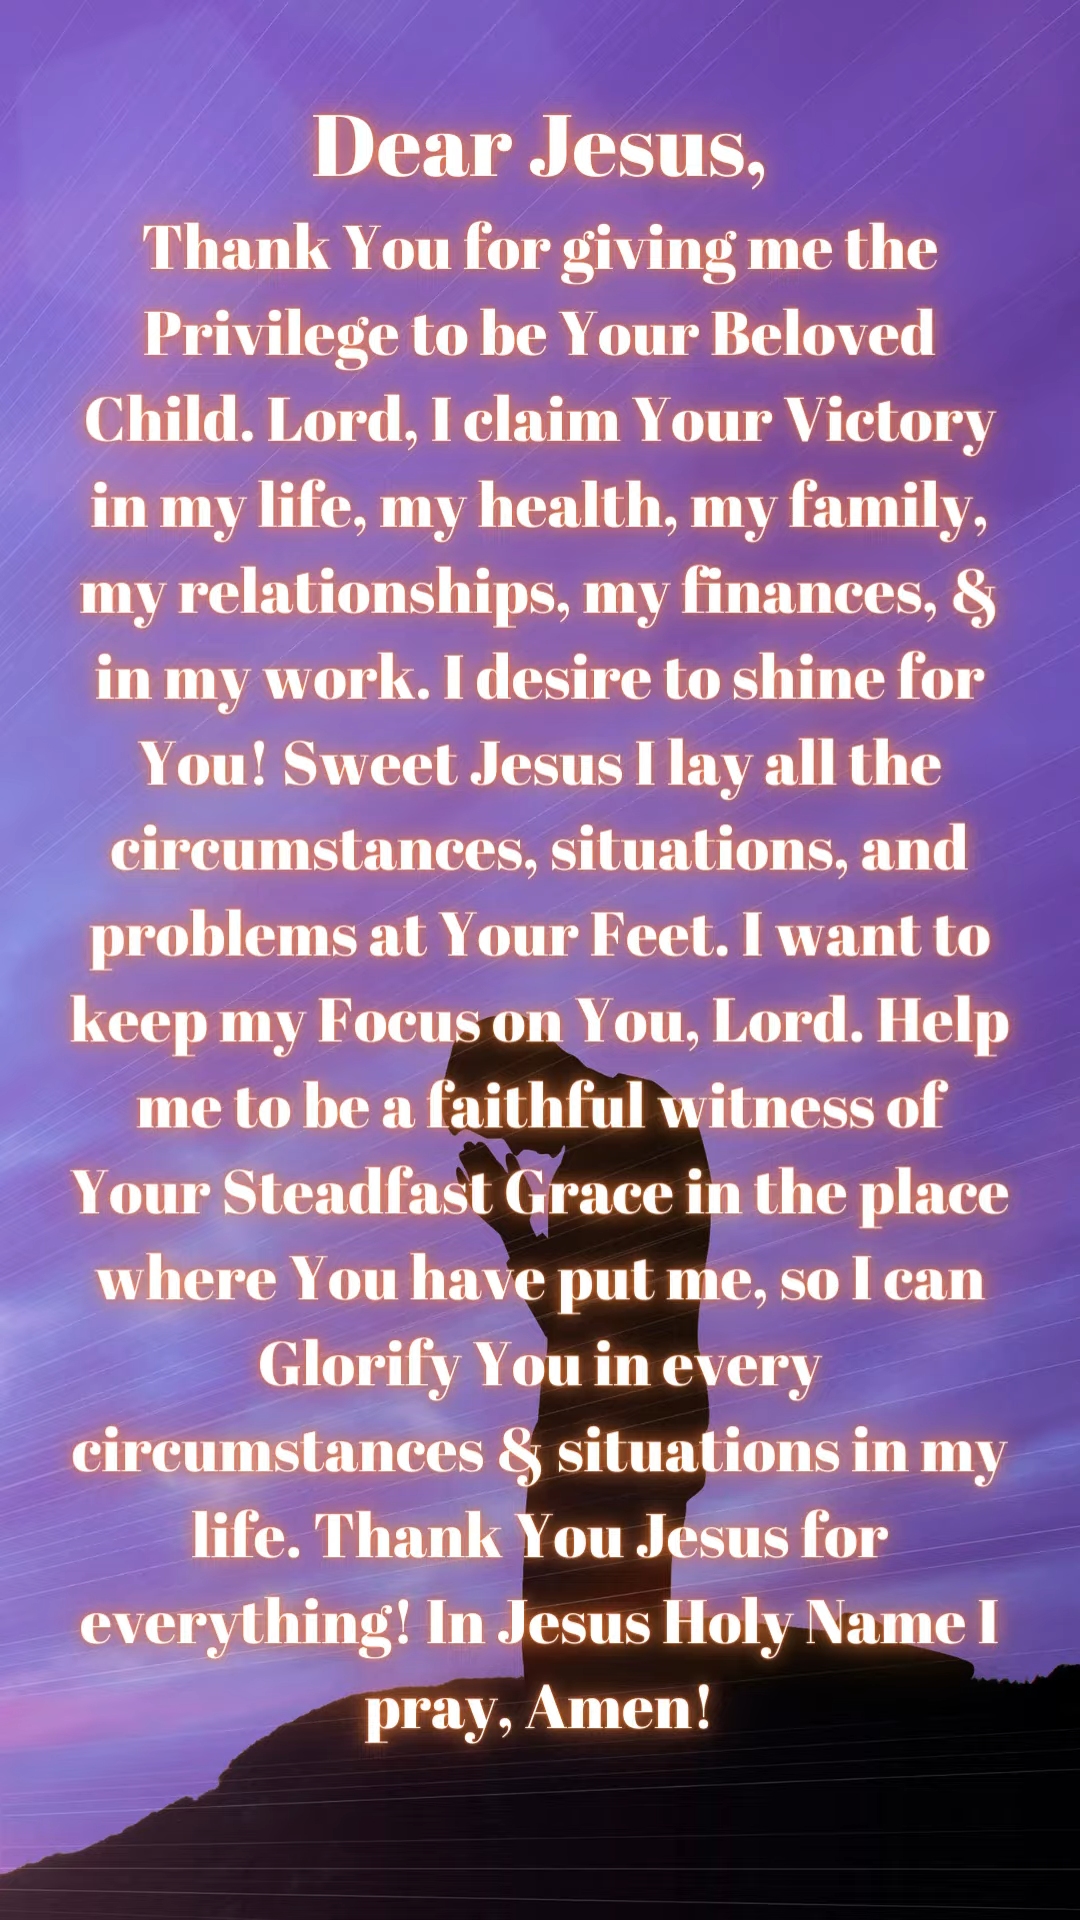 Dear Jesus,
Thank You for giving me the
Privilege to be Your Beloved
Child. Lord, I claim Your Victory
in my life, my health, my family,
my relationships, my finances, &
in my work. I desire to shine for
You! Sweet Jesus I lay all the
circumstances, situations, and
problems at Your Feet. I want to
keep my Focus on You, Lord. Help
me to be a faithful witness of
Your Steadfast Grace in the place
where You have put me, so I can
Glorify You in every
circumstances & situations in my
life. Thank You Jesus for
everything! In Jesus Holy Name I
pray, Amen!